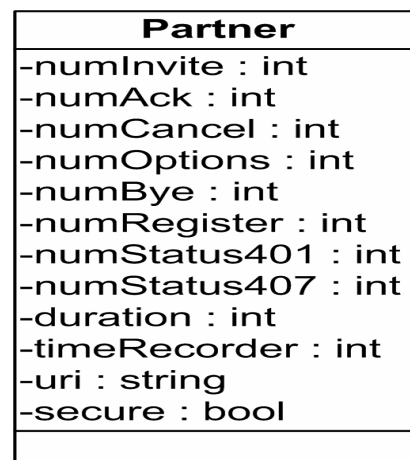 Partner
-numInvite : int
-numAck : int
-numCancel : int
-numOptions : int
-numBye : int
-numRegister : int
-numStatus401 : int
-numStatus407 : int
-duration : int
-timeRecorder : int
-uri : string
-secure : bool